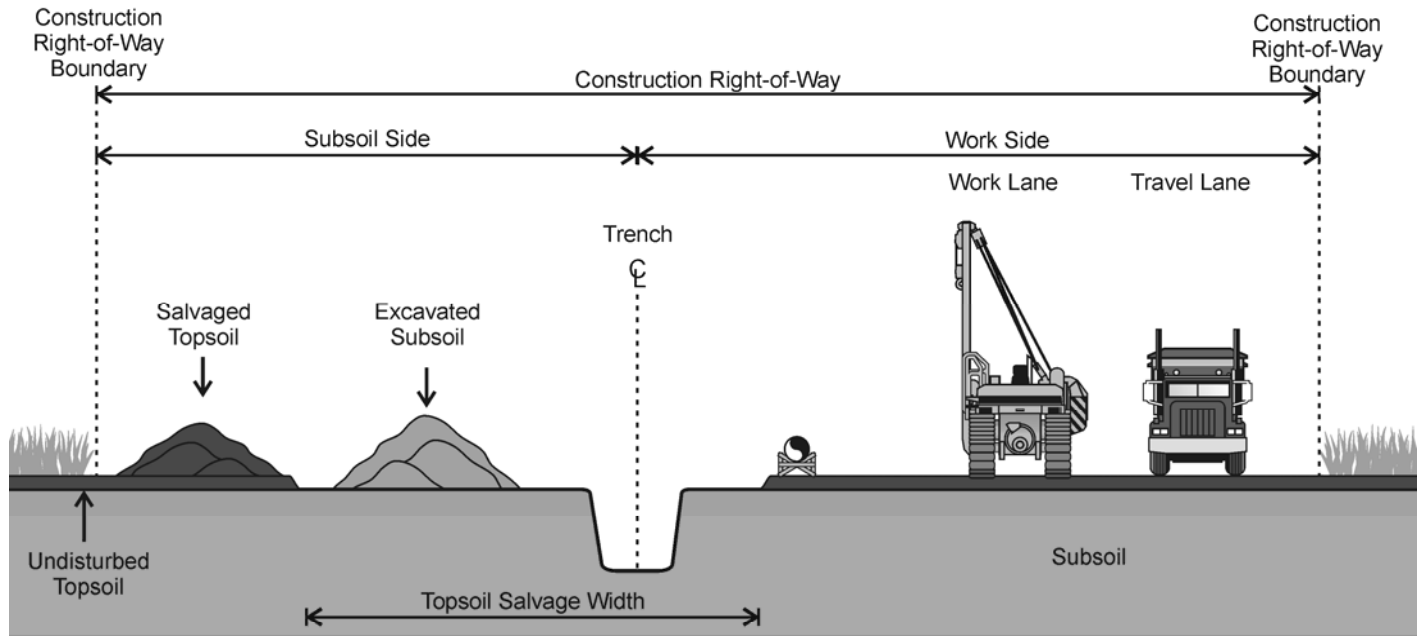 Construction
Right-of-Way
Boundary
Construction
Right-of-Way
Boundary
Construction Right-of-Way
Subsoil Side
Work Side
Work Lane
Travel Lane
Trench
℄
Salvaged
Topsoil
Excavated
Subsoil
Undisturbed
Topsoil
Subsoil
Topsoil Salvage Width